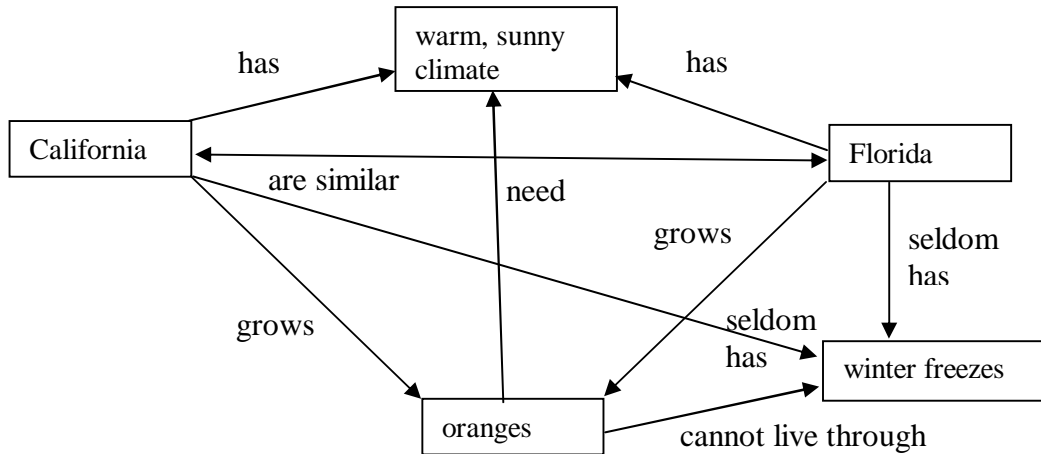 warm, sunny
climate
has
has
California
Florida
are similar
need
grows
seldom
has
grows
seldom
has
winter freezes
oranges
cannot live through